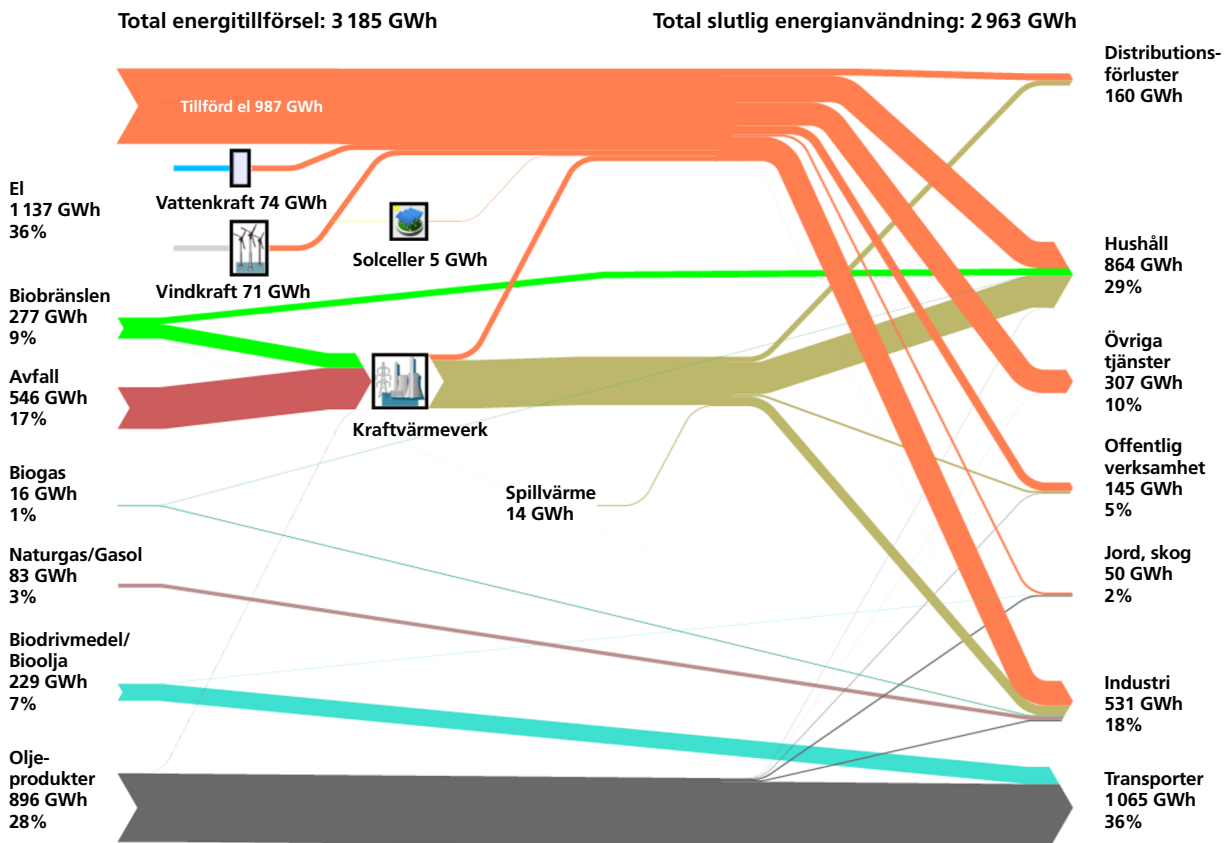 Total energitillförsel: 3 185 GWh
Total slutlig energianvändning: 2 963 GWh
Tillförd el 987 GWh
Vattenkraft 74 GWh
Solceller 5 GWh
Vindkraft 71 GWh
El
1 137 GWh
36%
Biobränslen
277 GWh
9%
Avfall
546 GWh
17%
Kraftvärmeverk
Biogas
16 GWh
1%
Spillvärme
14 GWh
Naturgas/Gasol
83 GWh
3%
Biodrivmedel/
Bioolja
229 GWh
7%
Olje-
produkter
896 GWh
28%
Distributions-
förluster
160 GWh
Hushåll
864 GWh
29%
Övriga
tjänster
307 GWh
10%
Offentlig
verksamhet
145 GWh
5%
Jord, skog
50 GWh
2%
Industri
531 GWh
18%
Transporter
1 065 GWh
36%